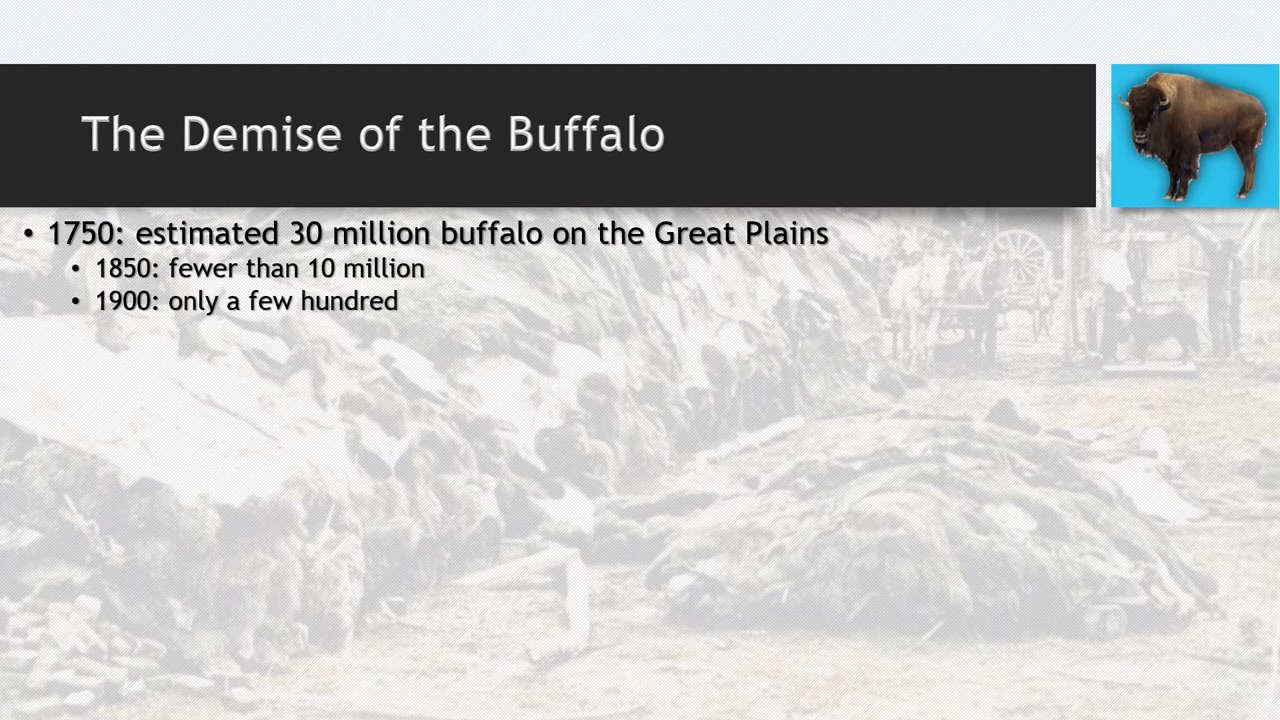 The Demise of the Buffalo
• 1750: estimated 30 million buffalo on the Great Plains
• 1850: fewer than 10 million
• 1900: only a few hundred